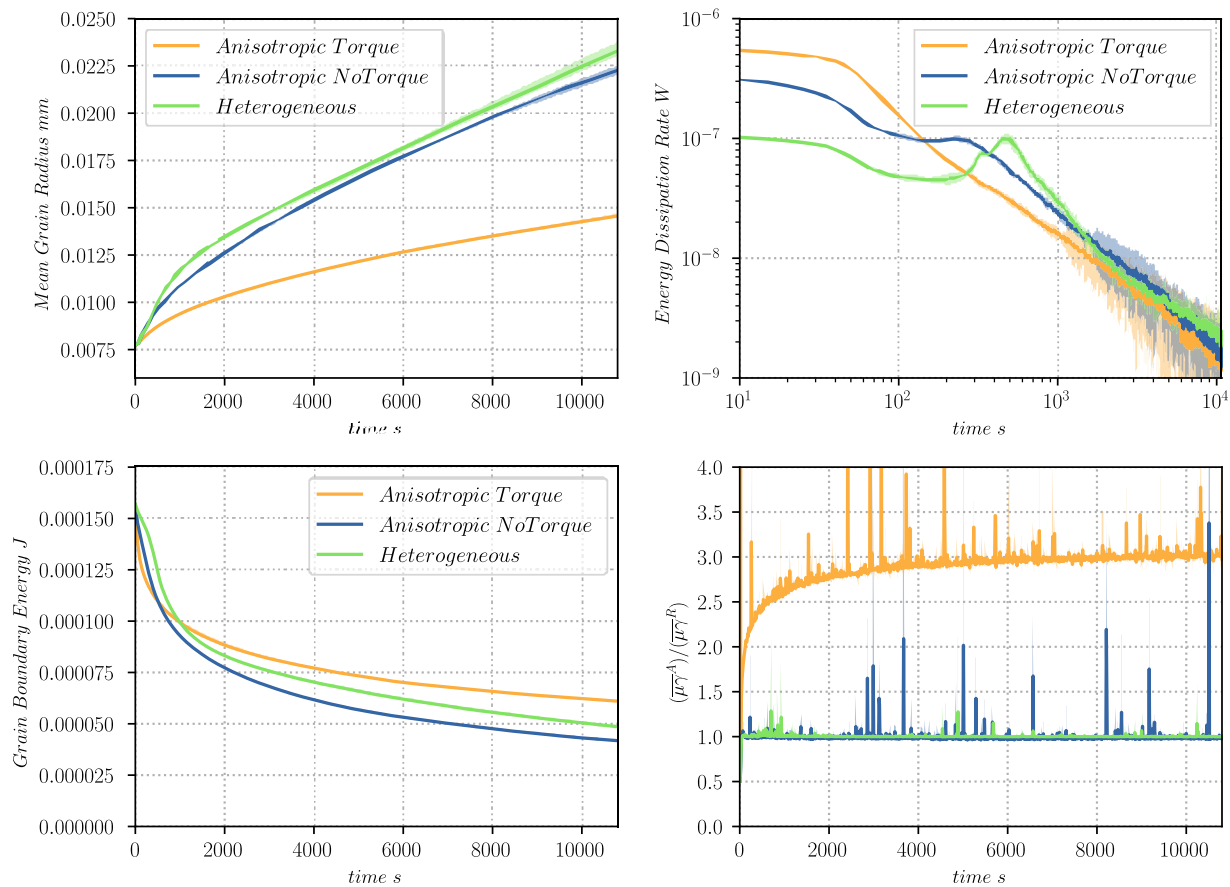 0.0250
0.0225
0.0200
0.0175
0.0150
0.0125
0.0100
0.0075
Mean Grain Radius mm
Anisotropic Torque
Anisotropic NoTorque
Heterogeneous
0 2000 4000 6000 8000 10000
time s
10^{-6}
10^{-7}
10^{-8}
10^{-9}
Energy Dissipation Rate W
Anisotropic Torque
Anisotropic NoTorque
Heterogeneous
10^1 10^2 10^3 10^4
time s
0.000175
0.000150
0.000125
0.000100
0.000075
0.000050
0.000025
0.000000
Grain Boundary Energy J
Anisotropic Torque
Anisotropic NoTorque
Heterogeneous
0 2000 4000 6000 8000 10000
time s
4.0
3.5
3.0
2.5
2.0
1.5
1.0
0.5
0.0
(\overline{μγ}^A)/(\overline{μγ}^R)
0 2000 4000 6000 8000 10000
time s